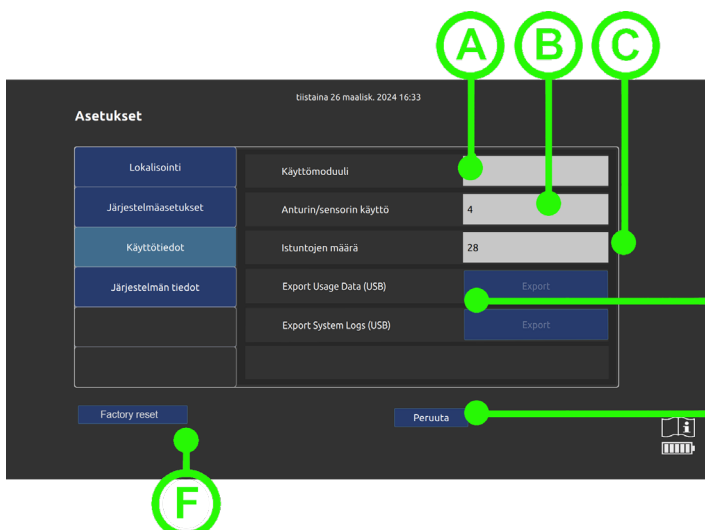 A B C
tiistaina 26 maalisk. 2024 16:33
Asetukset
Lokalisointi
Käyttömoduuli
Järjestelmäasetukset
Anturin/sensorin käyttö
4
Käyttötiedot
Istuntojen määrä
28
Järjestelmän tiedot
Export Usage Data (USB)
Export
Export System Logs (USB)
Export
Factory reset
Peruuta
i
F